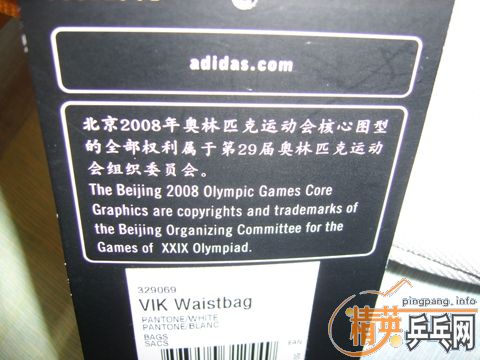 adidas.com
北京2008年奥林匹克运动会核心图型
的全部权利属于第29届奥林匹克运动
会组织委员会。
The Beijing 2008 Olympic Games Core
Graphics are copyrights and trademarks of
the Beijing Organizing Committee for the
Games of XXIX Olympiad.
329069
VIK Waistbag
PANTONE/WHITE
PANTONE/BLANC
BAGS
SACS
EAN
pingpang.info
精英乒乓网